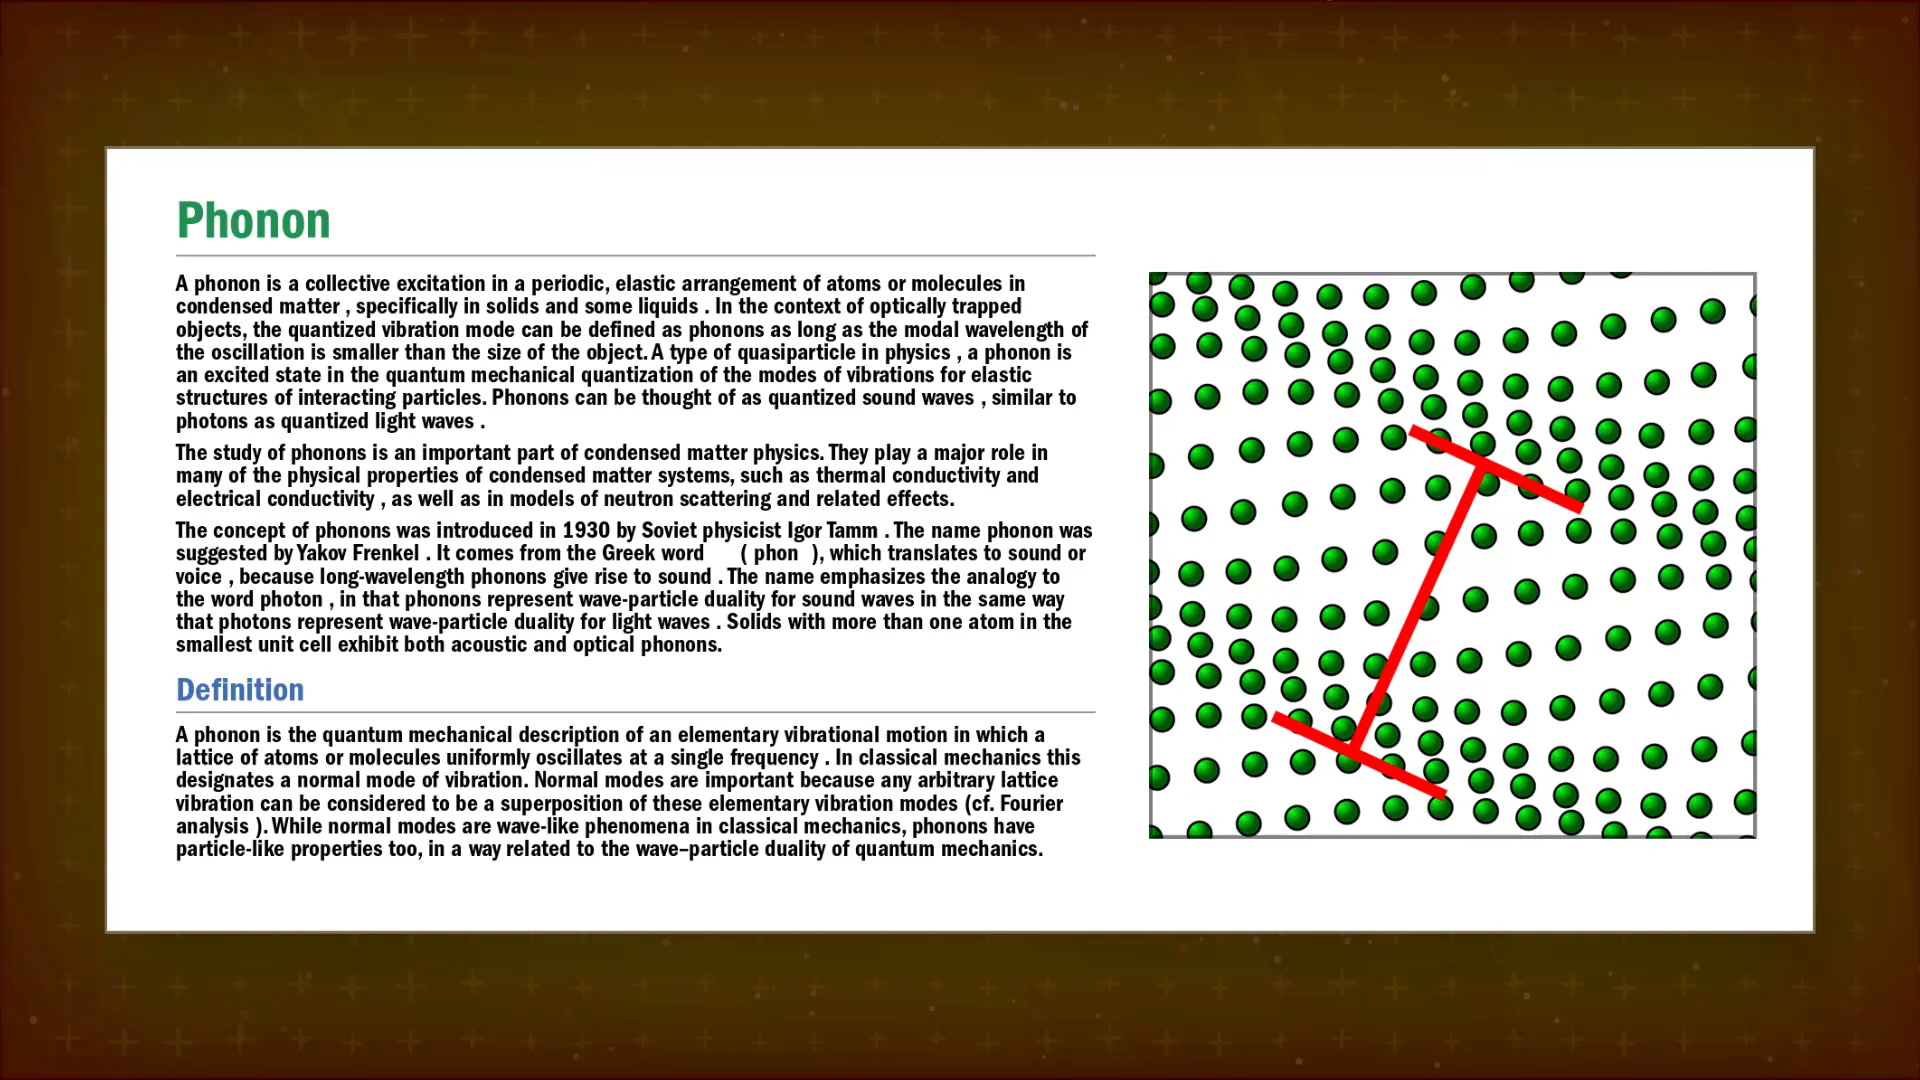 Phonon
A phonon is a collective excitation in a periodic, elastic arrangement of atoms or molecules in
condensed matter , specifically in solids and some liquids . In the context of optically trapped
objects, the quantized vibration mode can be defined as phonons as long as the modal wavelength of
the oscillation is smaller than the size of the object. A type of quasiparticle in physics , a phonon is
an excited state in the quantum mechanical quantization of the modes of vibrations for elastic
structures of interacting particles. Phonons can be thought of as quantized sound waves , similar to
photons as quantized light waves .
The study of phonons is an important part of condensed matter physics. They play a major role in
many of the physical properties of condensed matter systems, such as thermal conductivity and
electrical conductivity , as well as in models of neutron scattering and related effects.
The concept of phonons was introduced in 1930 by Soviet physicist Igor Tamm . The name phonon was
suggested by Yakov Frenkel . It comes from the Greek word ( phon ), which translates to sound or
voice , because long-wavelength phonons give rise to sound . The name emphasizes the analogy to
the word photon , in that phonons represent wave-particle duality for sound waves in the same way
that photons represent wave-particle duality for light waves . Solids with more than one atom in the
smallest unit cell exhibit both acoustic and optical phonons.
Definition
A phonon is the quantum mechanical description of an elementary vibrational motion in which a
lattice of atoms or molecules uniformly oscillates at a single frequency . In classical mechanics this
designates a normal mode of vibration. Normal modes are important because any arbitrary lattice
vibration can be considered to be a superposition of these elementary vibration modes (cf. Fourier
analysis ). While normal modes are wave-like phenomena in classical mechanics, phonons have
particle-like properties too, in a way related to the wave–particle duality of quantum mechanics.